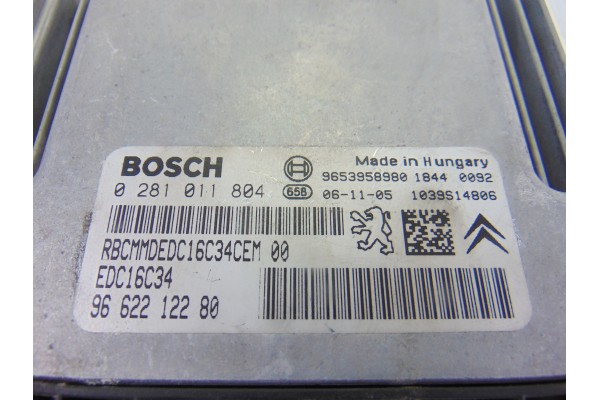 BOSCH
Made in Hungary
9653958980 1844 0092
0 281 011 804 658 06-11-05 1039S14806
RBCMMDEDC16C34CEM 00
EDC16C34
96 622 122 80